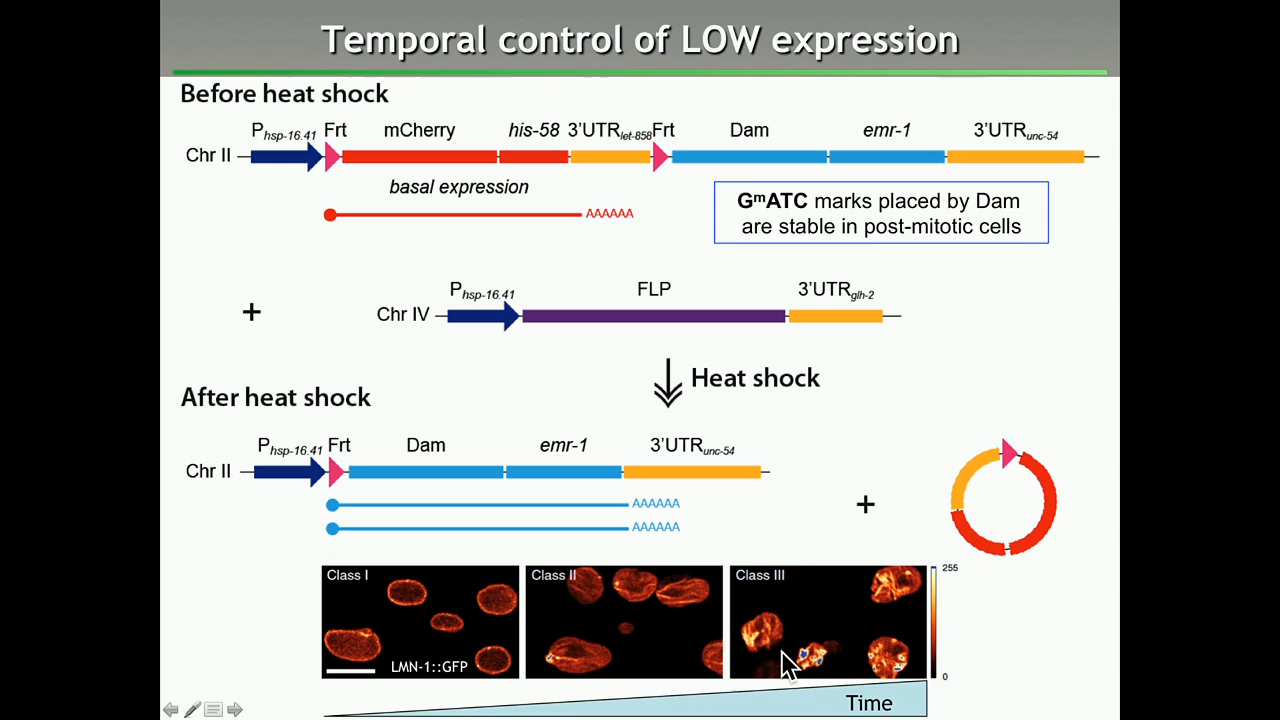 Temporal control of LOW expression
Before heat shock
Phsp-16.41 Frt mCherry his-58 3’UTRlet-858 Frt Dam emr-1 3’UTRunc-54
Chr II
basal expression
AAAAAA
GmATC marks placed by Dam
are stable in post-mitotic cells
Phsp-16.41 FLP 3’UTRglh-2
+ Chr IV
Heat shock
After heat shock
Phsp-16.41 Frt Dam emr-1 3’UTRunc-54
Chr II
AAAAAA
+
AAAAAA
Class I Class II Class III 255
LMN-1::GFP 0
Time